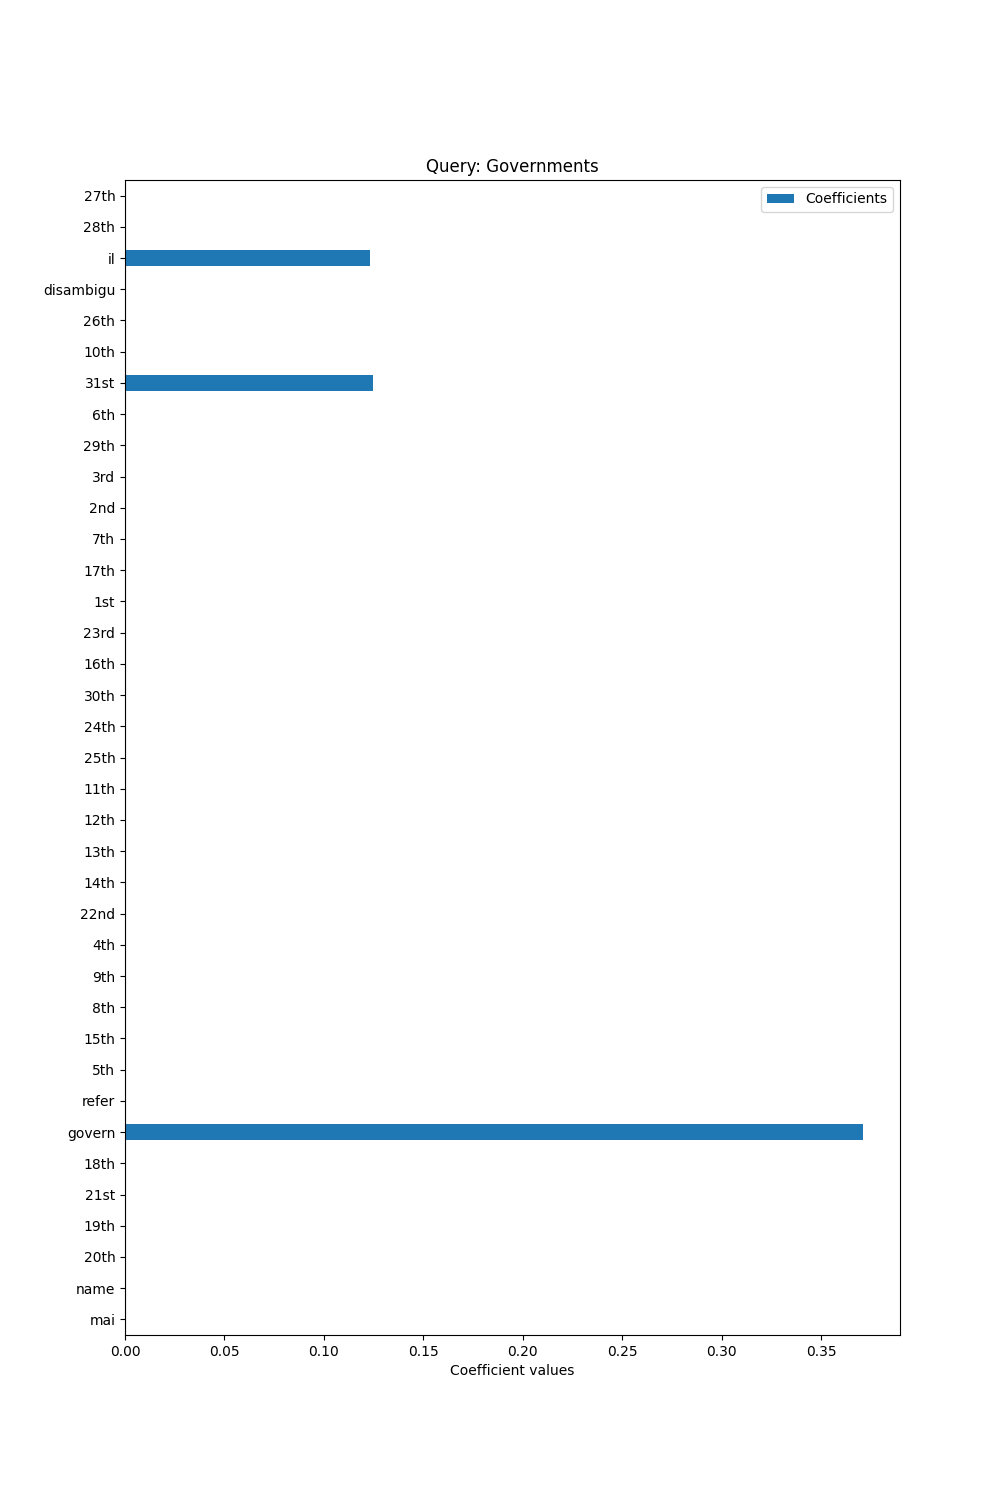 Query: Governments
Coefficients
27th
28th
il
disambigu
26th
10th
31st
6th
29th
3rd
2nd
7th
17th
1st
23rd
16th
30th
24th
25th
11th
12th
13th
14th
22nd
4th
9th
8th
15th
5th
refer
govern
18th
21st
19th
20th
name
mai
0.00 0.05 0.10 0.15 0.20 0.25 0.30 0.35
Coefficient values